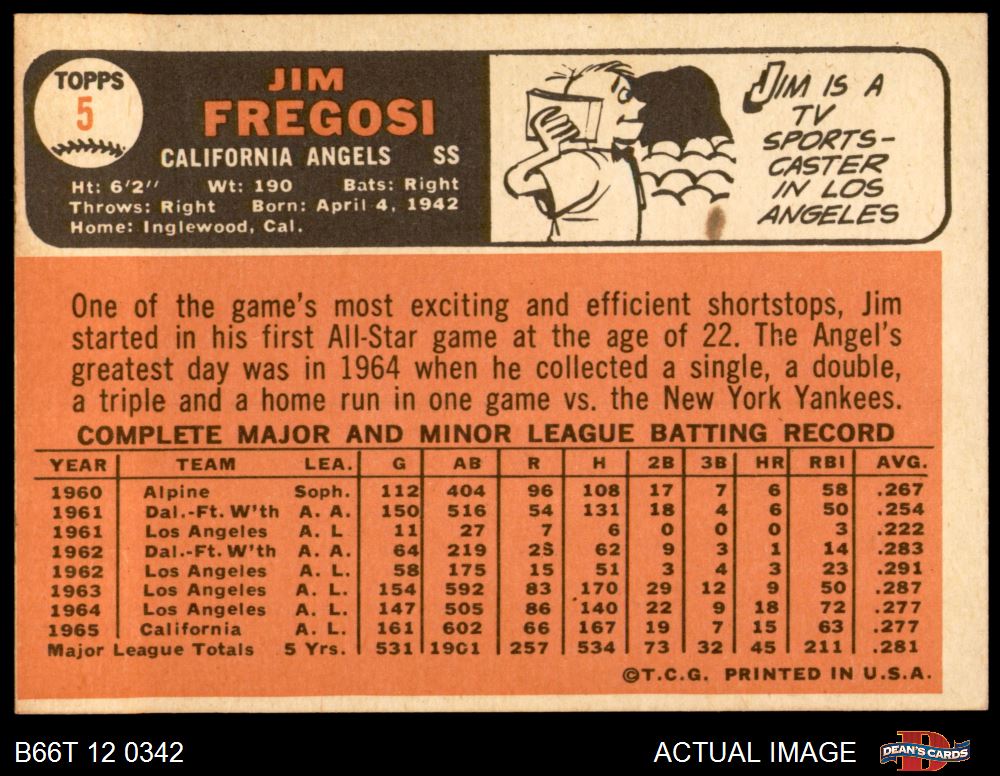 TOPPS
5
JIM
FREGOSI
CALIFORNIA ANGELS SS
Ht: 6'2" Wt: 190 Bats: Right
Throws: Right Born: April 4, 1942
Home: Inglewood, Cal.
JIM IS A
TV
SPORTS-
CASTER
IN LOS
ANGELES
One of the game's most exciting and efficient shortstops, Jim
started in his first All-Star game at the age of 22. The Angel's
greatest day was in 1964 when he collected a single, a double,
a triple and a home run in one game vs. the New York Yankees.
COMPLETE MAJOR AND MINOR LEAGUE BATTING RECORD
YEAR TEAM LEA. G AB R H 2B 3B HR RBI AVG.
1960 Alpine Soph. 112 404 96 108 17 7 6 58 .267
1961 Dal.-Ft. W'th A. A. 150 516 54 131 18 4 6 50 .254
1961 Los Angeles A. L 11 27 7 6 0 0 0 3 .222
1962 Dal.-Ft. W'th A. A. 64 219 25 62 9 3 1 14 .283
1962 Los Angeles A. L. 58 175 15 51 3 4 3 23 .291
1963 Los Angeles A. L. 154 592 83 170 29 12 9 50 .287
1964 Los Angeles A. L. 147 505 86 140 22 9 18 72 .277
1965 California A. L. 161 602 66 167 19 7 15 63 .277
Major League Totals 5 Yrs. 531 1901 257 534 73 32 45 211 .281
©T.C.G. PRINTED IN U.S.A.
B66T 12 0342 ACTUAL IMAGE DEAN'S CARDS